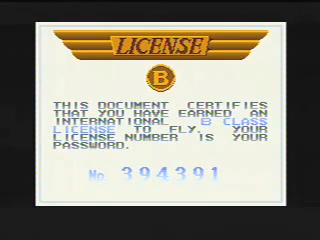 LICENSE
B
THIS DOCUMENT CERTIFIES
THAT YOU HAVE EARNED AN
INTERNATIONAL B CLASS
LICENSE TO FLY. YOUR
LICENSE NUMBER IS YOUR
PASSWORD.
No. 394391